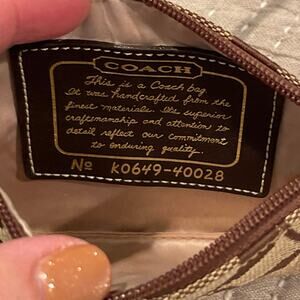 COACH
This is a Coach bag.
It was handcrafted from the
finest materials. The superior
craftsmanship and attention to
detail reflect our commitment
to enduring quality.
No K0649-40028